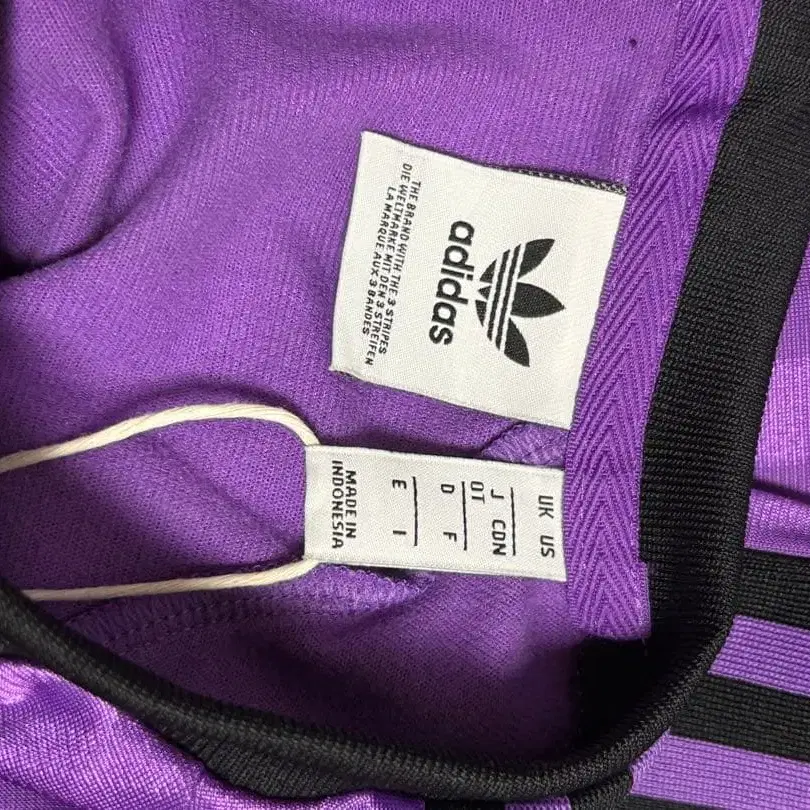 adidas
THE BRAND WITH THE 3 STRIPES
DIE WELTMARKE MIT DEN 3 STREIFEN
LA MARQUE AUX 3 BANDES
UK US
J CDN
OT
D F
E I
MADE IN
INDONESIA